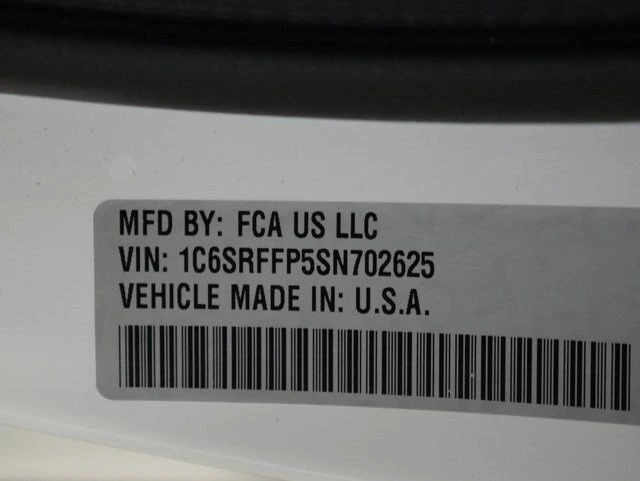 MFD BY: FCA US LLC
VIN: 1C6SRFFP5SN702625
VEHICLE MADE IN: U.S.A.